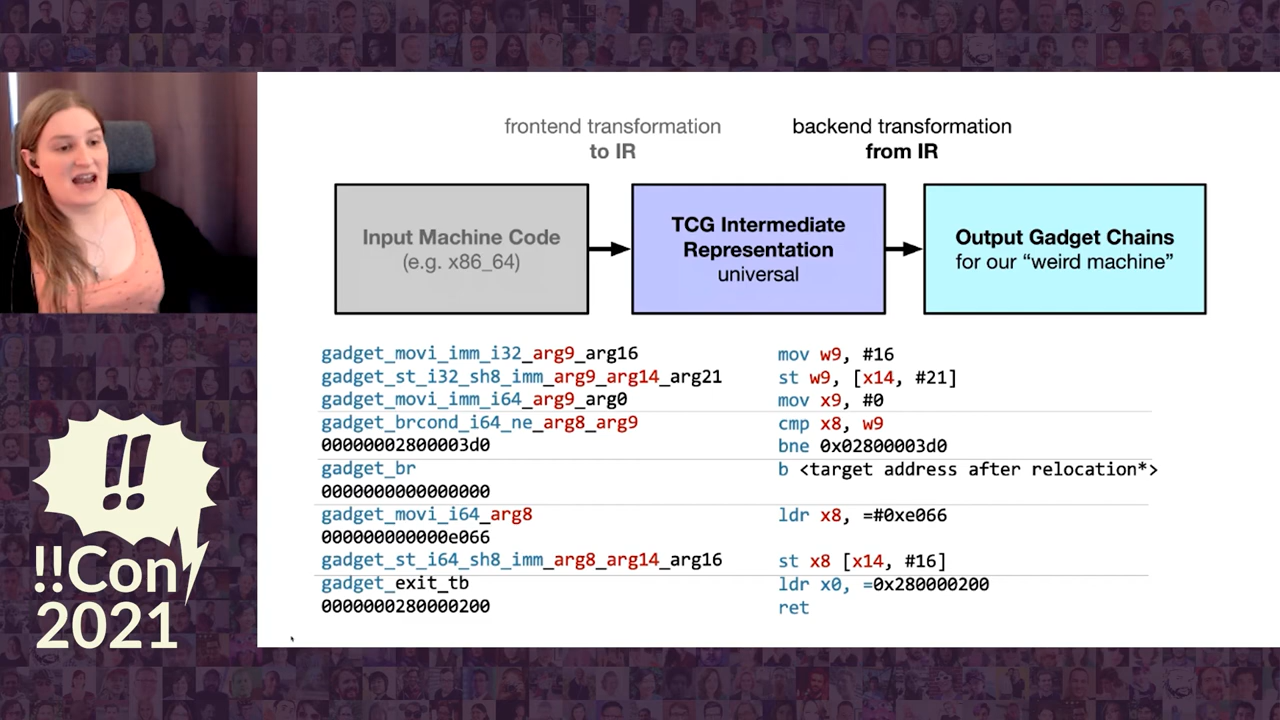 frontend transformation
to IR
backend transformation
from IR
Input Machine Code
(e.g. x86_64)
TCG Intermediate
Representation
universal
Output Gadget Chains
for our “weird machine”
gadget_movi_imm_i32_arg9_arg16
mov w9, #16
gadget_st_i32_sh8_imm_arg9_arg14_arg21
st w9, [x14, #21]
gadget_movi_imm_i64_arg9_arg0
mov x9, #0
gadget_brcond_i64_ne_arg8_arg9
cmp x8, w9
00000002800003d0
bne 0x02800003d0
gadget_br
b <target address after relocation*>
0000000000000000
gadget_movi_i64_arg8
ldr x8, =#0xe066
000000000000e066
gadget_st_i64_sh8_imm_arg8_arg14_arg16
st x8 [x14, #16]
gadget_exit_tb
ldr x0, =0x280000200
0000000280000200
ret
!!
!!Con
2021